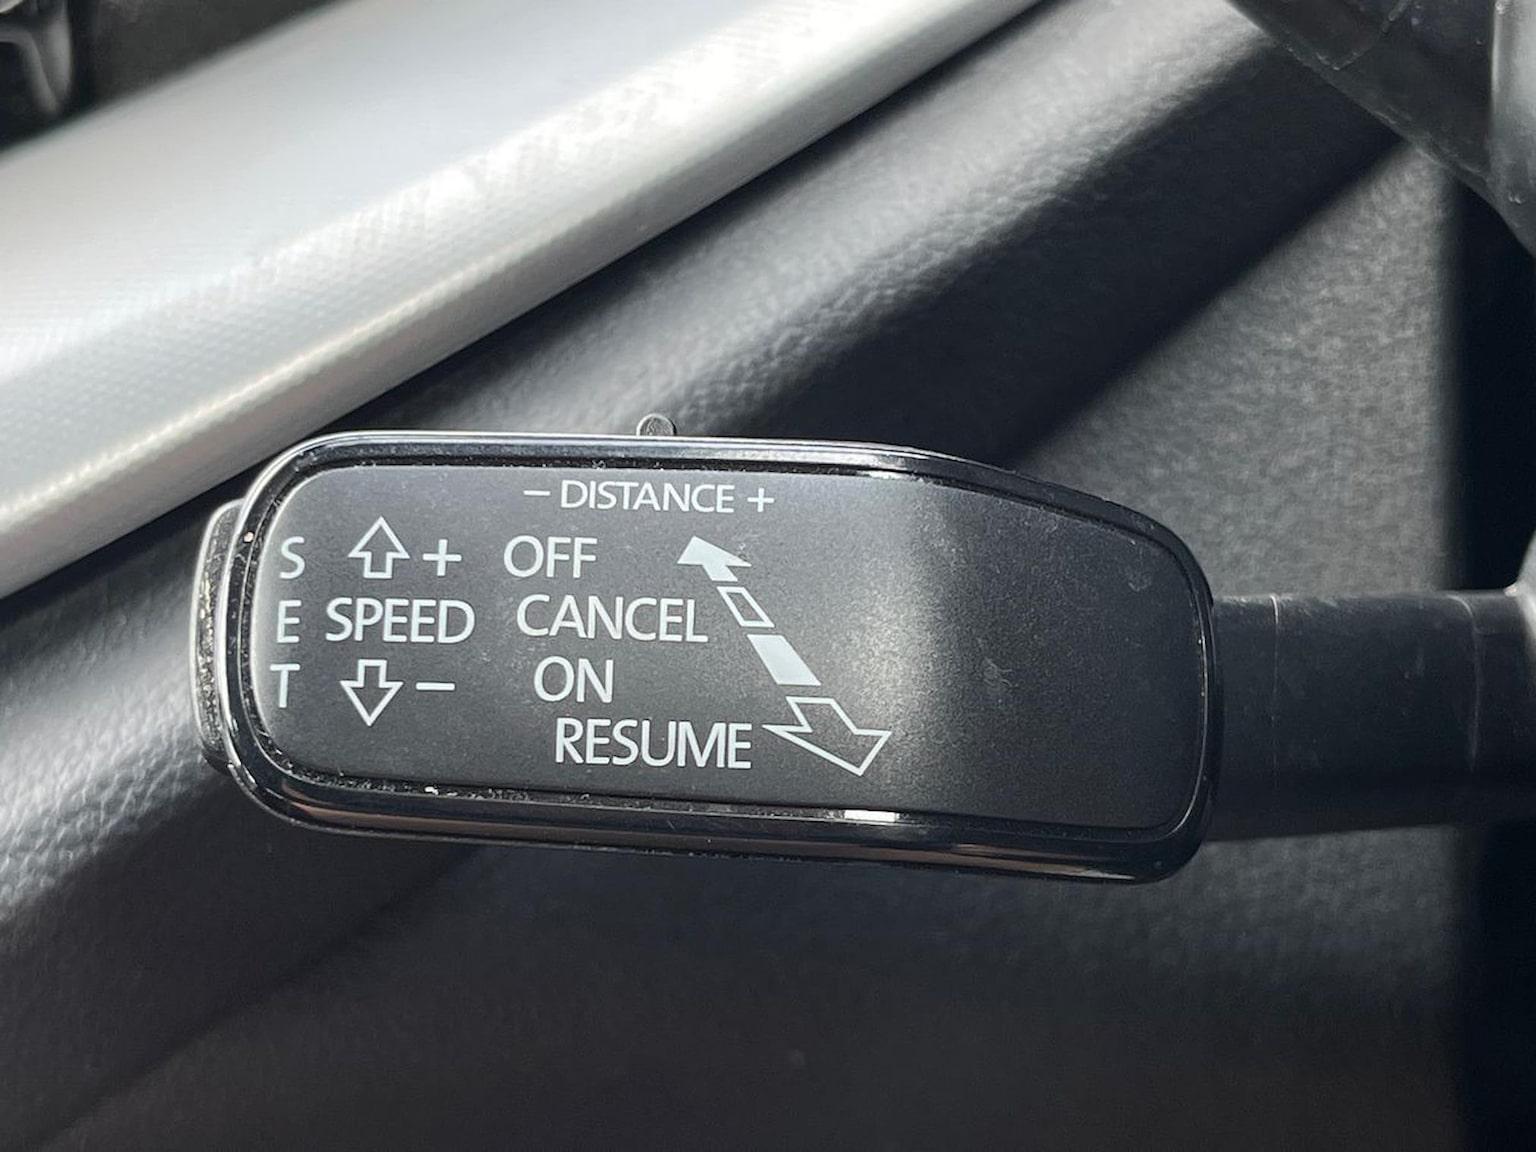 – DISTANCE +
S + OFF
E SPEED CANCEL
T – ON
RESUME